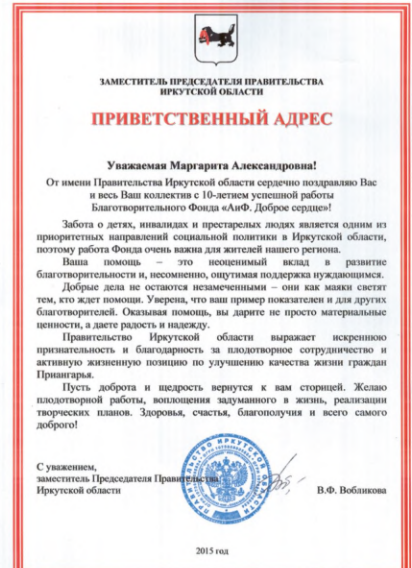 ЗАМЕСТИТЕЛЬ ПРЕДСЕДАТЕЛЯ ПРАВИТЕЛЬСТВА
ИРКУТСКОЙ ОБЛАСТИ
ПРИВЕТСТВЕННЫЙ АДРЕС
Уважаемая Маргарита Александровна!
От имени Правительства Иркутской области сердечно поздравляю Вас
и весь Ваш коллектив с 10-летием успешной работы
Благотворительного Фонда «АиФ. Доброе сердце»!
Забота о детях, инвалидах и престарелых людях является одним из
приоритетных направлений социальной политики в Иркутской области,
поэтому работа Фонда очень важна для жителей нашего региона.
Ваша помощь – это неоценимый вклад в развитие
благотворительности и, несомненно, ощутимая поддержка нуждающимся.
Добрые дела не остаются незамеченными – они как маяки светят
тем, кто ждет помощи. Уверена, что ваш пример показателен и для других
благотворителей. Оказывая помощь, вы дарите не просто материальные
ценности, а даете радость и надежду.
Правительство Иркутской области выражает искреннюю
признательность и благодарность за плодотворное сотрудничество и
активную жизненную позицию по улучшению качества жизни граждан
Приангарья.
Пусть доброта и щедрость вернутся к вам сторицей. Желаю
плодотворной работы, воплощения задуманного в жизнь, реализации
творческих планов. Здоровья, счастья, благополучия и всего самого
доброго!
С уважением,
заместитель Председателя Правительства
Иркутской области
В.Ф. Вобликова
ПРАВИТЕЛЬСТВО ИРКУТСКОЙ ОБЛАСТИ
2015 год